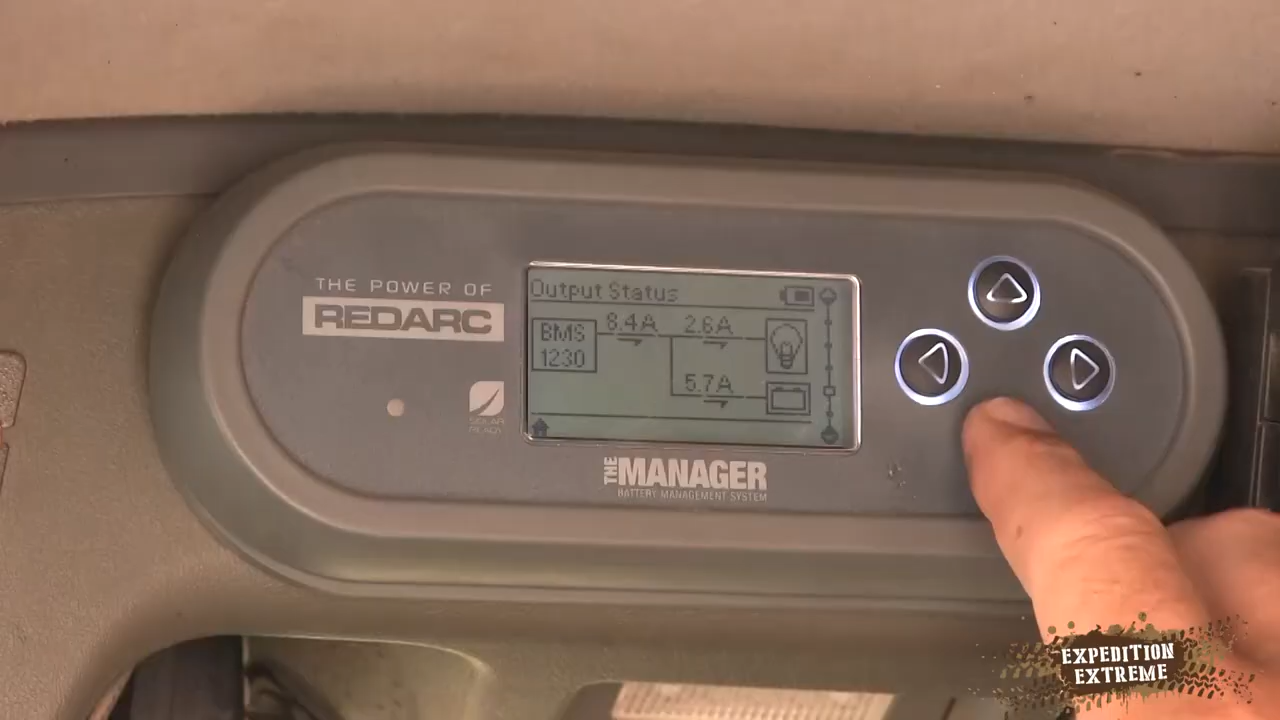 THE POWER OF
REDARC
SOLAR
READY
Output Status
BMS
1230
8.4A
2.6A
5.7A
THE MANAGER
BATTERY MANAGEMENT SYSTEM
EXPEDITION
EXTREME